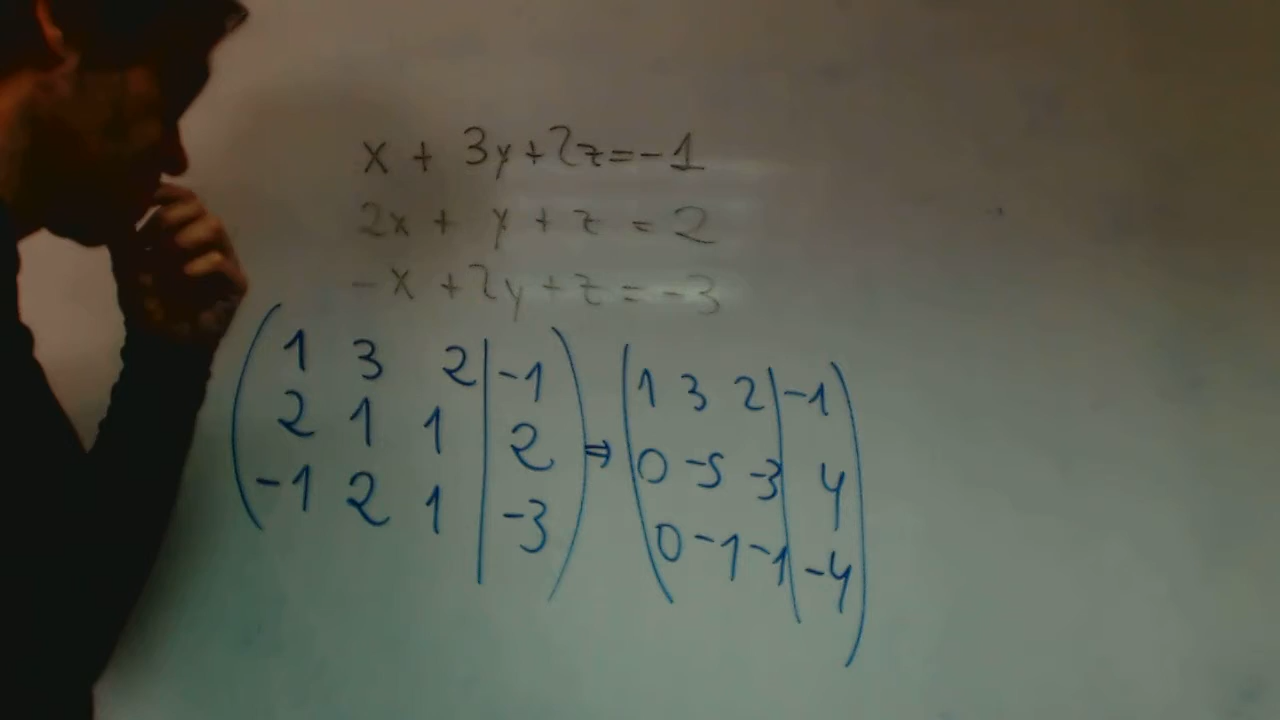 x + 3y + 2z = -1
2x + y + z = 2
-x + 2y + z = -3
( 1 3 2 | -1 ) ⇒ ( 1 3 2 | -1 )
( 2 1 1 | 2 ) ( 0 -5 -3 | 4 )
( -1 2 1 | -3 ) ( 0 -1 -1 | -4 )